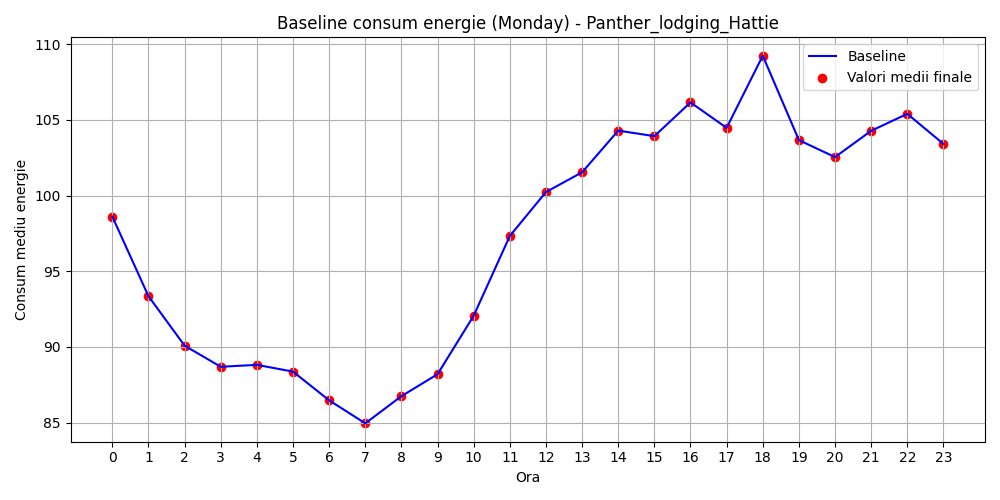 Baseline consum energie (Monday) - Panther_lodging_Hattie
110
105
100
95
90
85
Consum mediu energie
Baseline
Valori medii finale
0 1 2 3 4 5 6 7 8 9 10 11 12 13 14 15 16 17 18 19 20 21 22 23
Ora